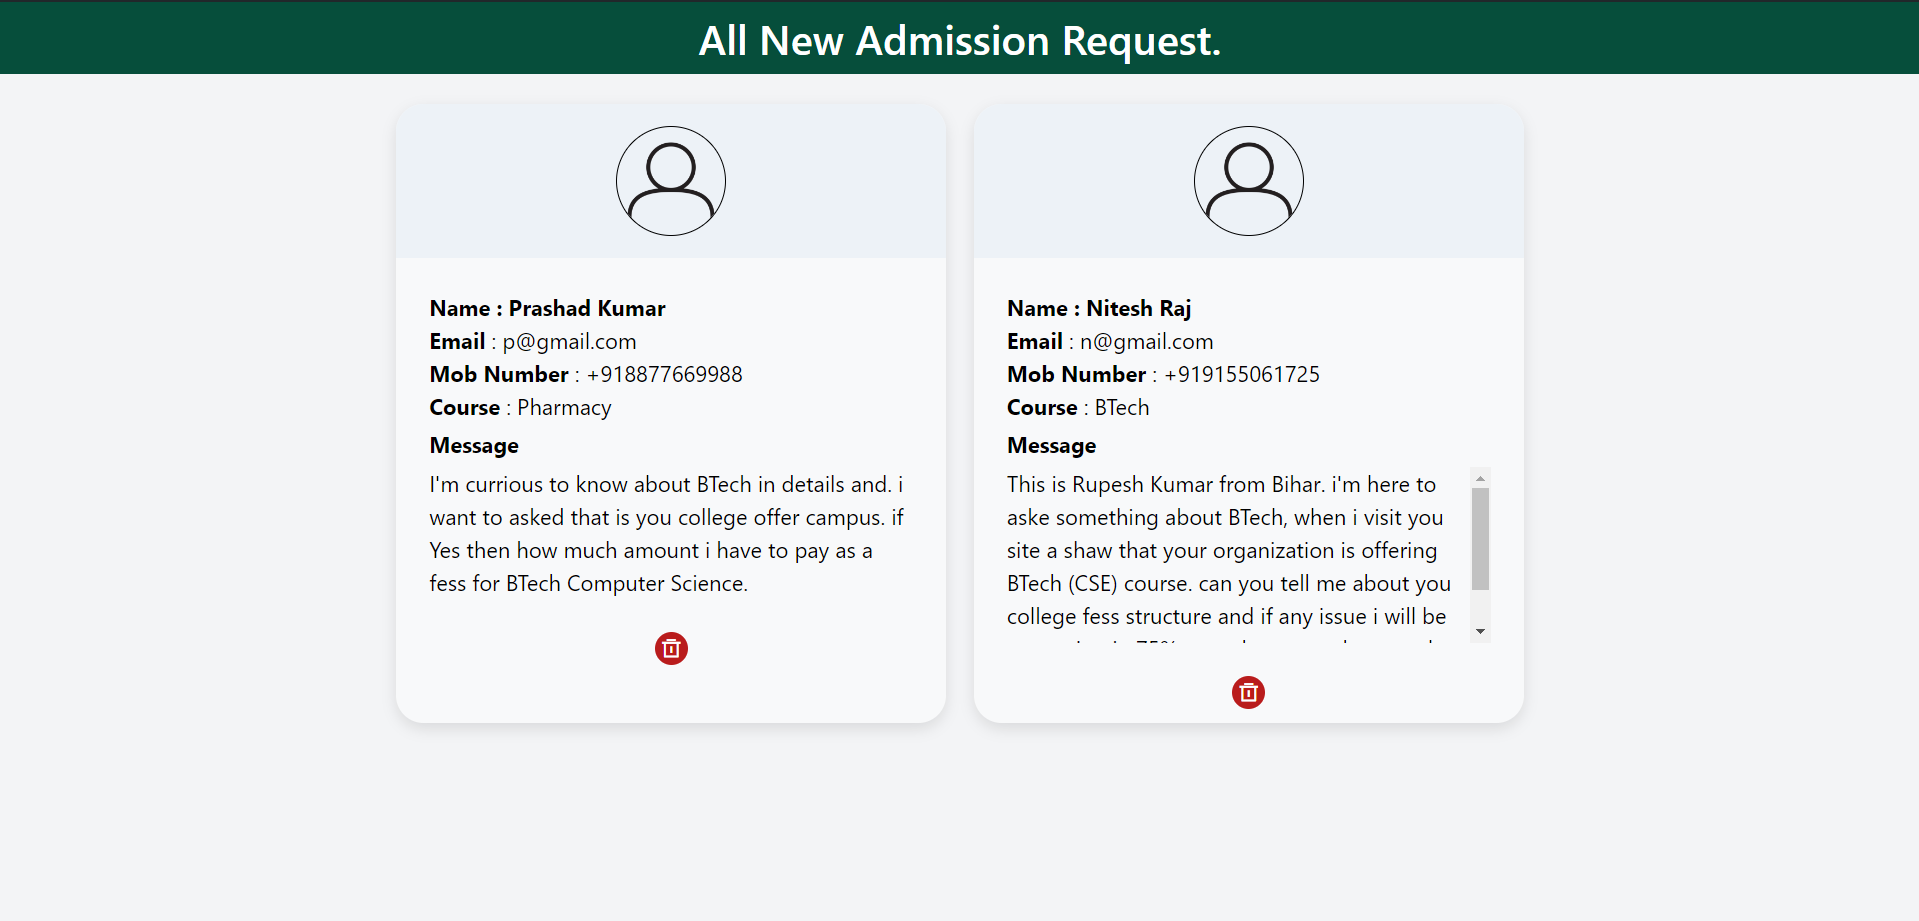 All New Admission Request.
Name : Prashad Kumar
Email : p@gmail.com
Mob Number : +918877669988
Course : Pharmacy
Message
I'm currious to know about BTech in details and. i
want to asked that is you college offer campus. if
Yes then how much amount i have to pay as a
fess for BTech Computer Science.
Name : Nitesh Raj
Email : n@gmail.com
Mob Number : +919155061725
Course : BTech
Message
This is Rupesh Kumar from Bihar. i'm here to
aske something about BTech, when i visit you
site a shaw that your organization is offering
BTech (CSE) course. can you tell me about you
college fess structure and if any issue i will be
75%